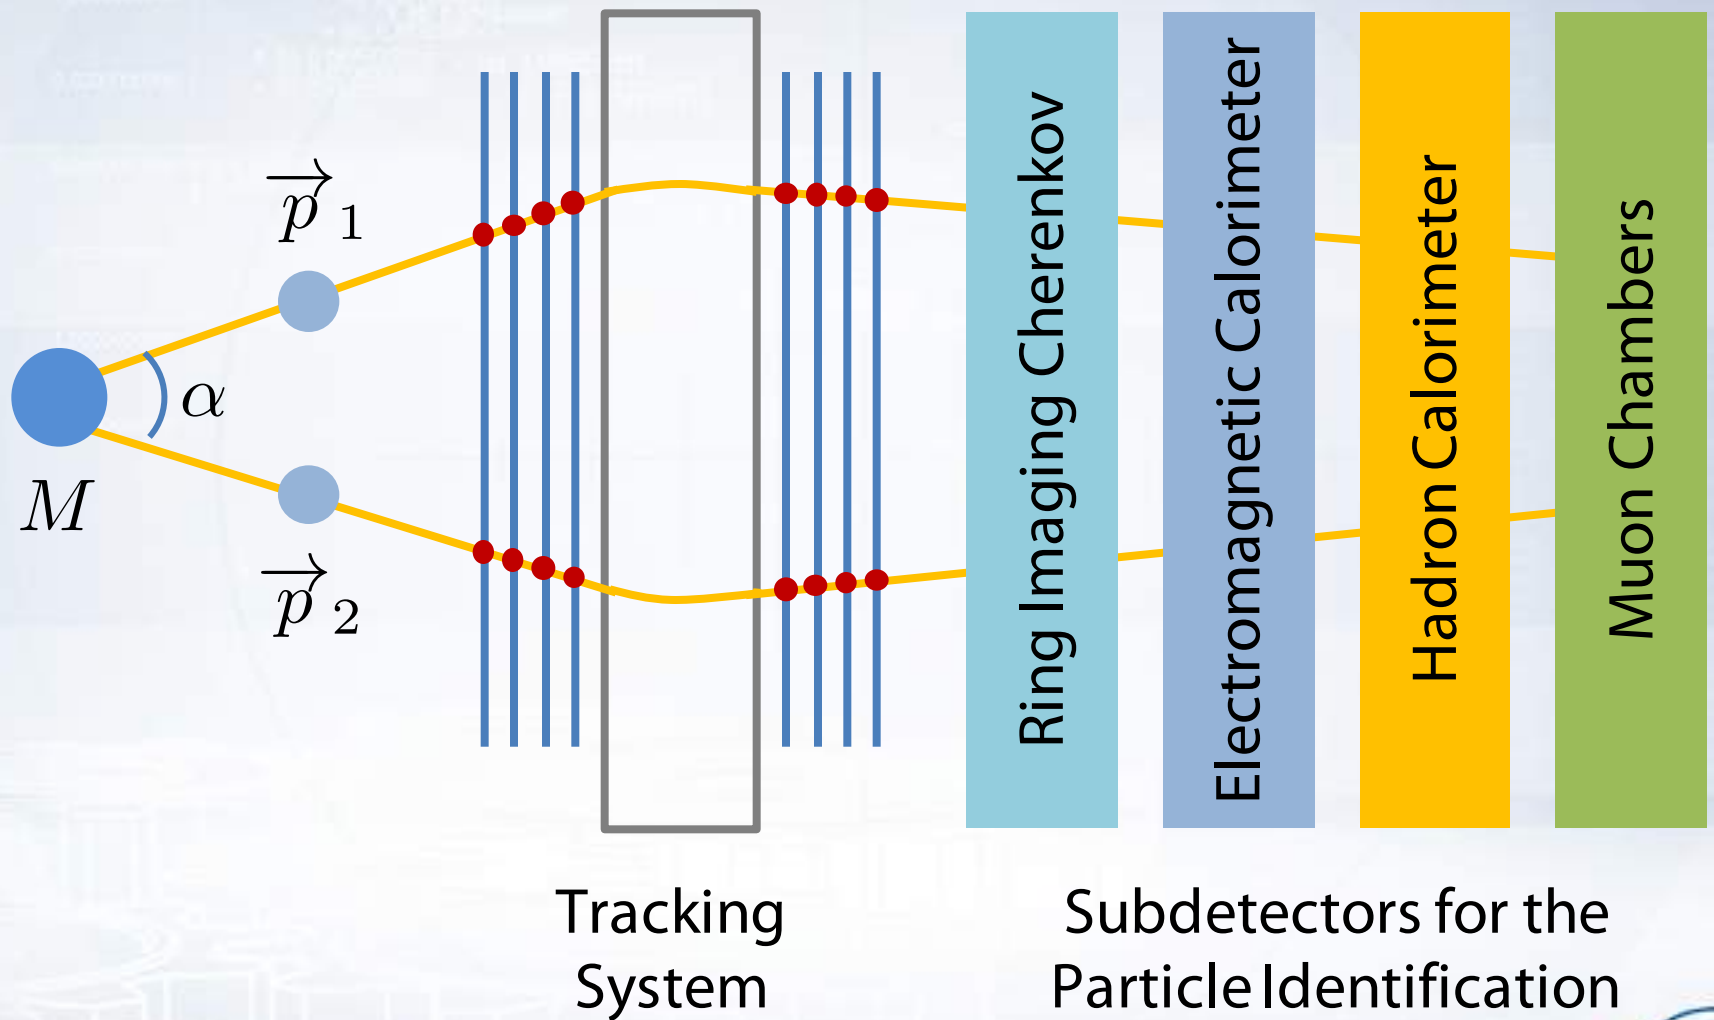 p⃗ 1
α
M
p⃗ 2
Ring Imaging Cherenkov
Electromagnetic Calorimeter
Hadron Calorimeter
Muon Chambers
Tracking
System
Subdetectors for the
Particle Identification